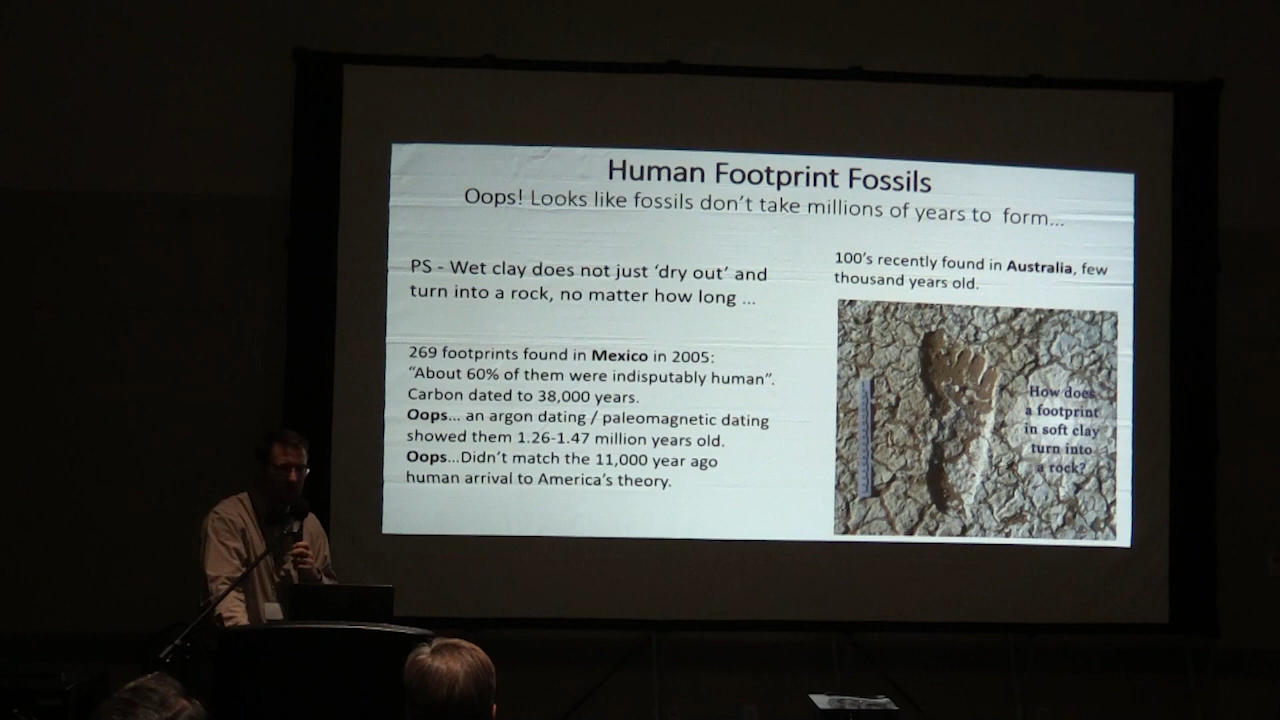 Human Footprint Fossils
Oops! Looks like fossils don't take millions of years to form...
PS - Wet clay does not just 'dry out' and
turn into a rock, no matter how long ...
269 footprints found in Mexico in 2005:
"About 60% of them were indisputably human".
Carbon dated to 38,000 years.
Oops... an argon dating / paleomagnetic dating
showed them 1.26-1.47 million years old.
Oops...Didn't match the 11,000 year ago
human arrival to America's theory.
100's recently found in Australia, few
thousand years old.
How does
a footprint
in soft clay
turn into
a rock?